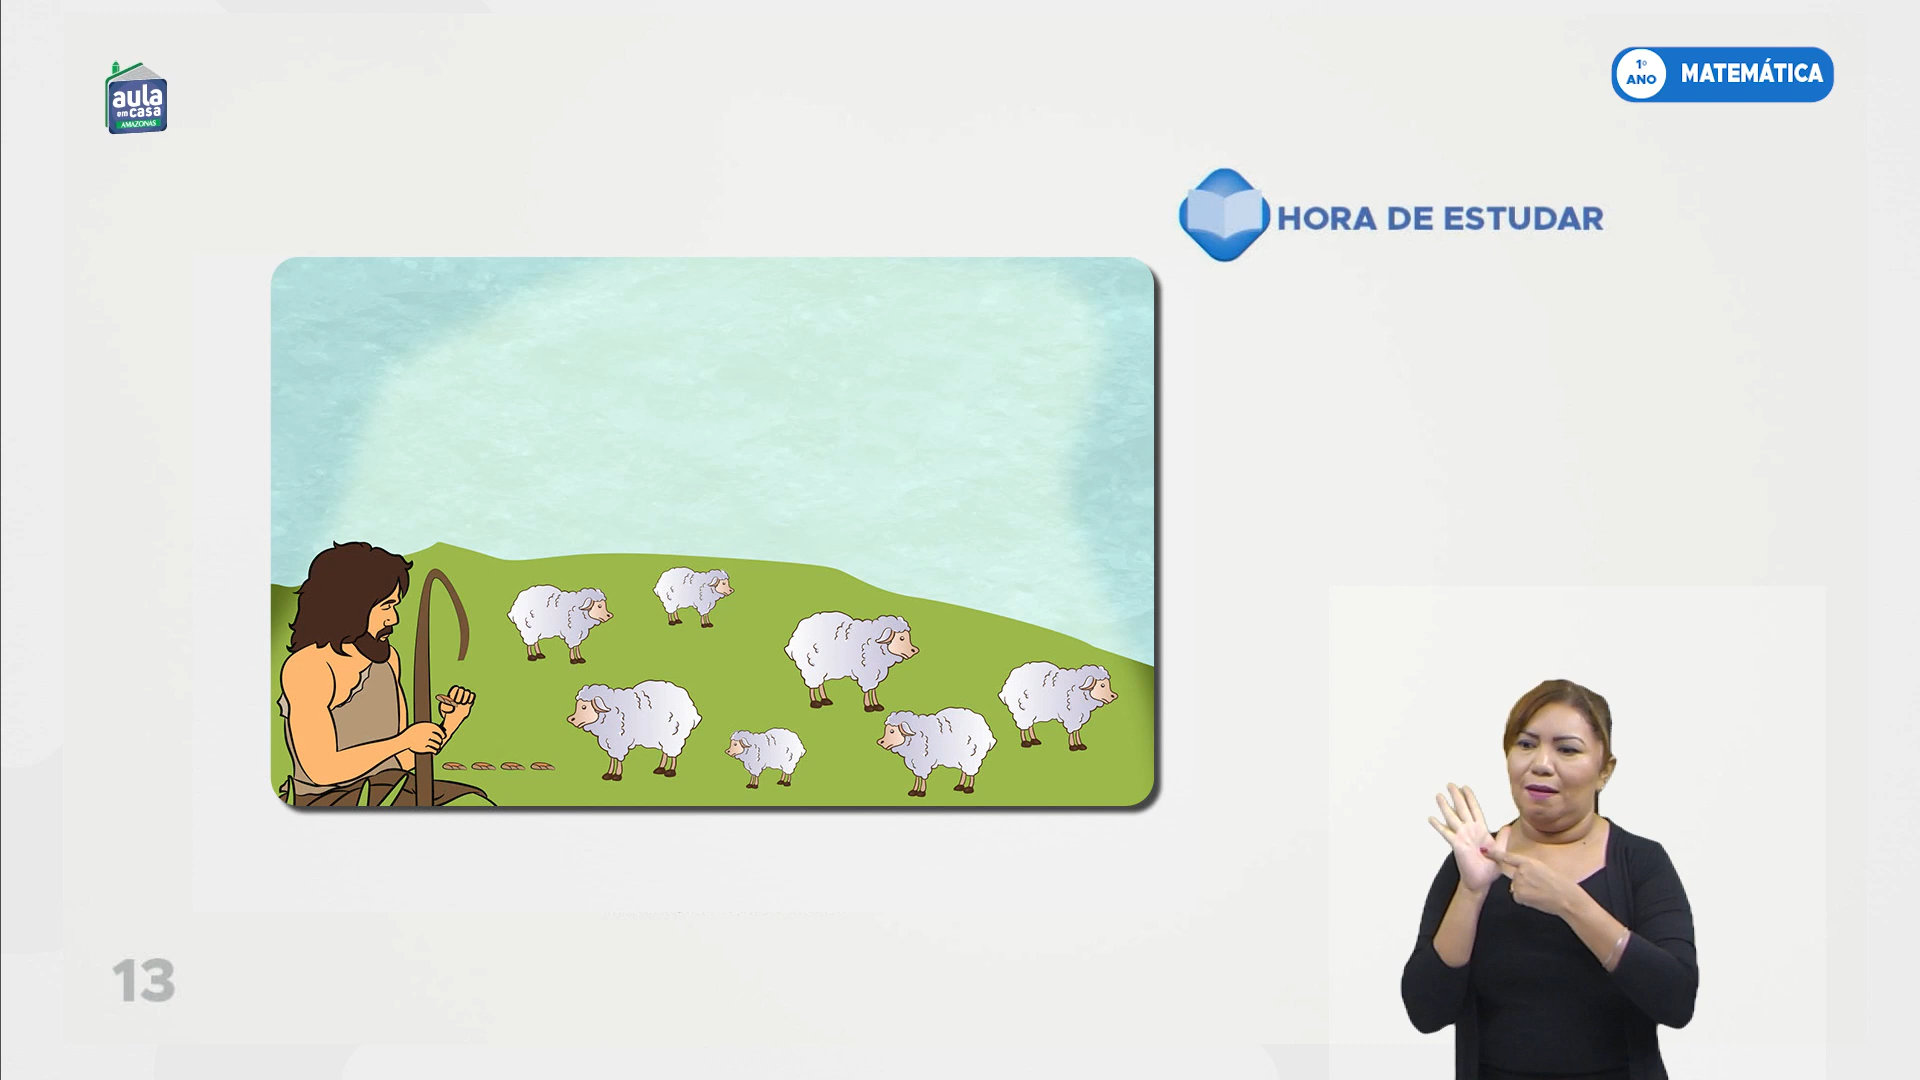 aula
em casa
AMAZONAS
1º
ANO
MATEMÁTICA
HORA DE ESTUDAR
13